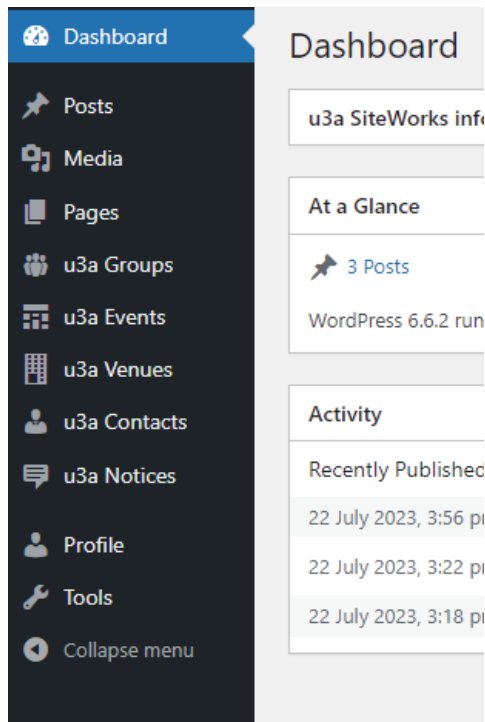 Dashboard
Posts
Media
Pages
u3a Groups
u3a Events
u3a Venues
u3a Contacts
u3a Notices
Profile
Tools
Collapse menu
Dashboard
u3a SiteWorks info
At a Glance
3 Posts
WordPress 6.6.2 run
Activity
Recently Published
22 July 2023, 3:56 p
22 July 2023, 3:22 p
22 July 2023, 3:18 p